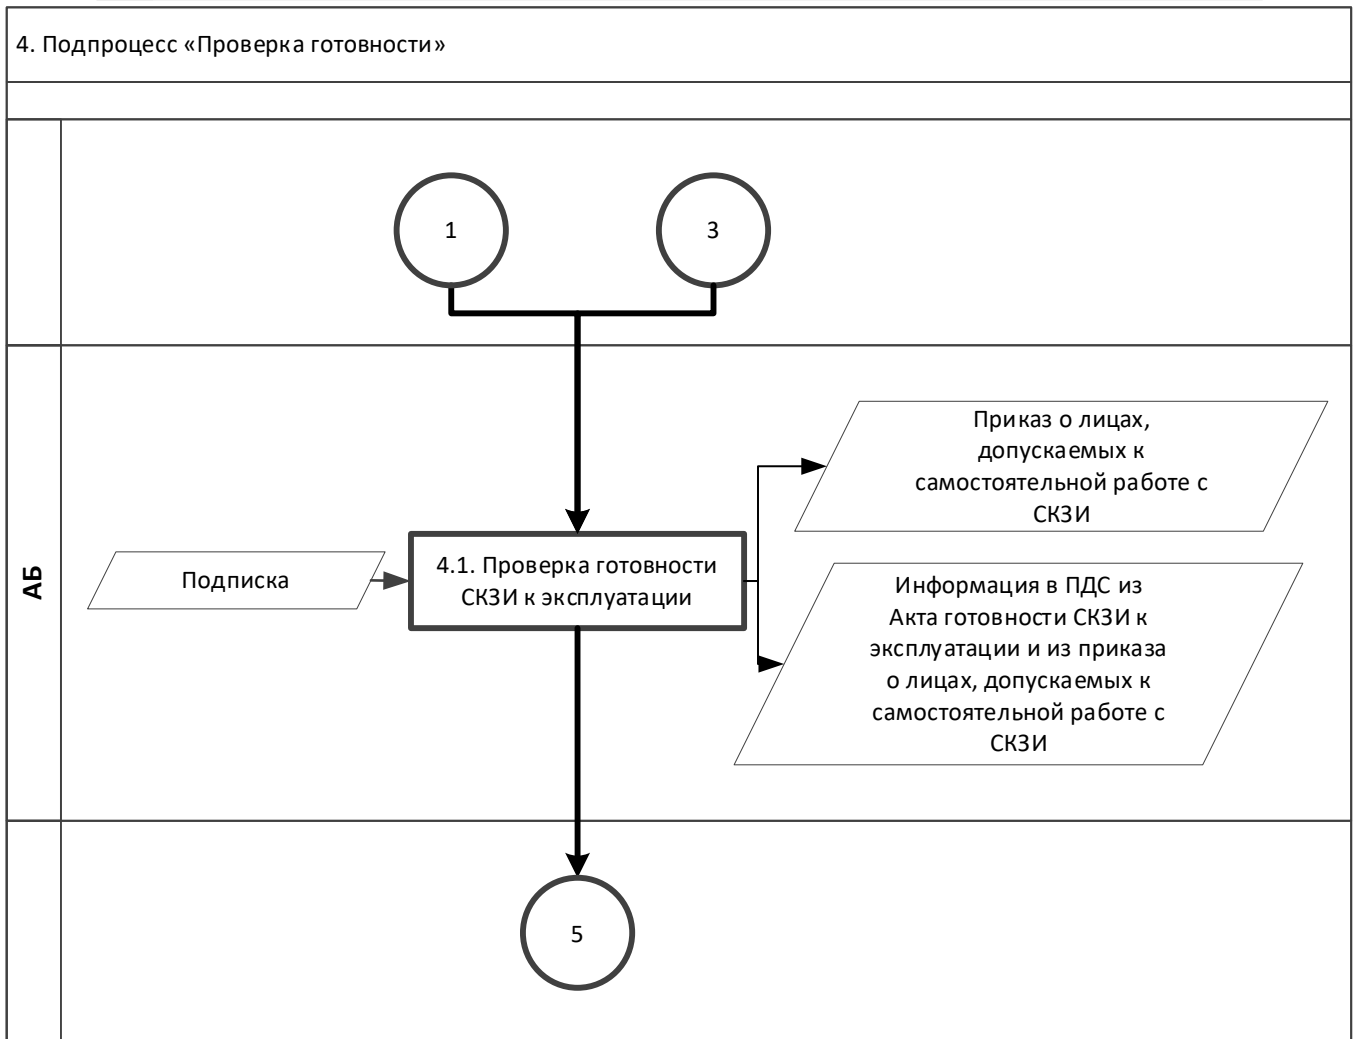 4. Подпроцесс «Проверка готовности»
1
3
АБ
Приказ о лицах,
допускаемых к
самостоятельной работе с
СКЗИ
Подписка
4.1. Проверка готовности
СКЗИ к эксплуатации
Информация в ПДС из
Акта готовности СКЗИ к
эксплуатации и из приказа
о лицах, допускаемых к
самостоятельной работе с
СКЗИ
5